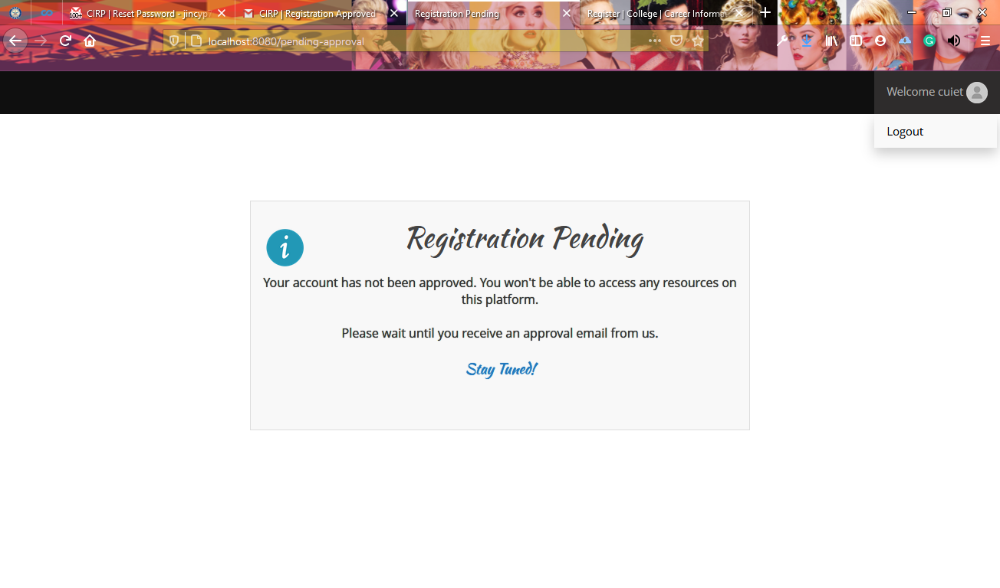 CIRP | Reset Password - jincyp
CIRP | Registration Approved -
Registration Pending
Register | College | Career Informa
100+
localhost:8080/pending-approval
Welcome cuiet
Logout
Registration Pending
Your account has not been approved. You won't be able to access any resources on
this platform.
Please wait until you receive an approval email from us.
Stay Tuned!